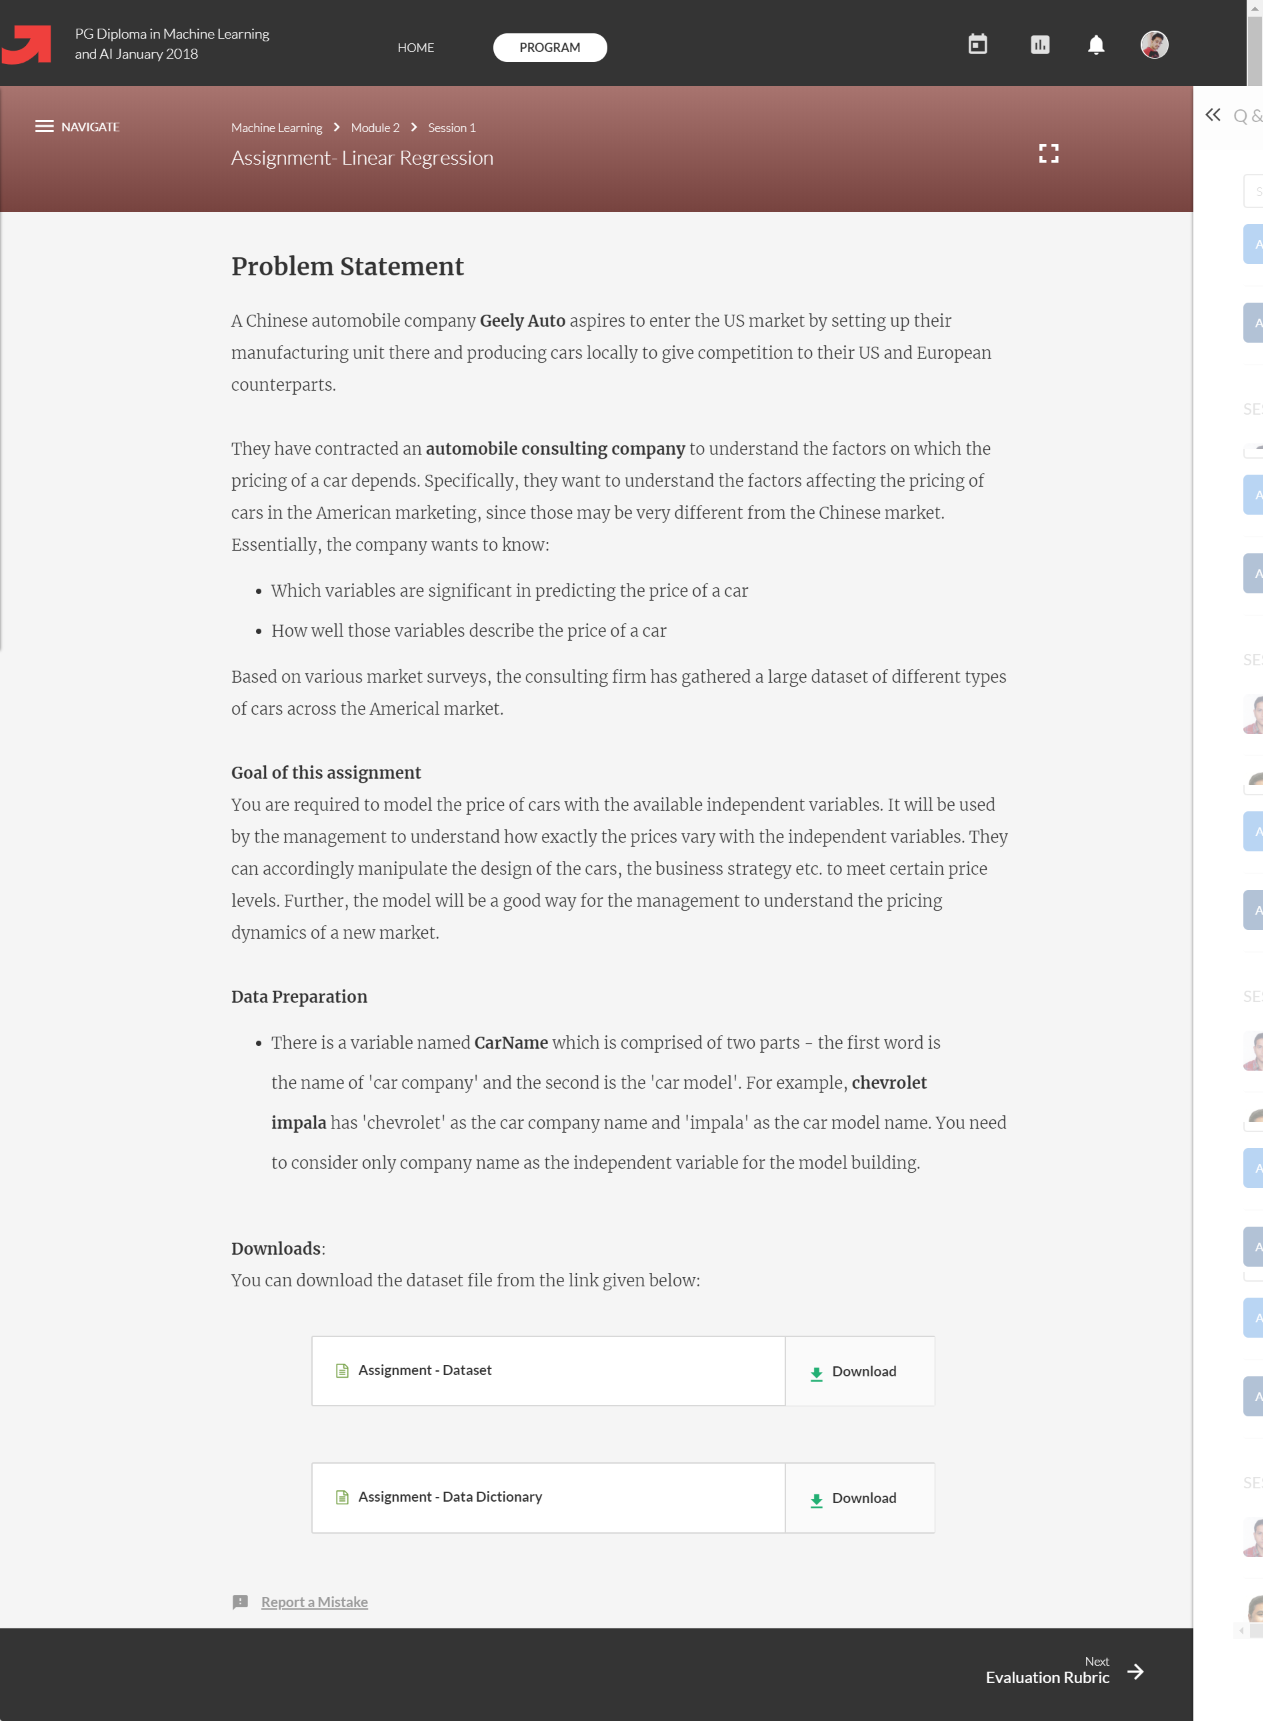 PG Diploma in Machine Learning
and AI January 2018
HOME
PROGRAM
NAVIGATE
Machine Learning > Module 2 > Session 1
Assignment- Linear Regression
Q &
Problem Statement
A Chinese automobile company Geely Auto aspires to enter the US market by setting up their
manufacturing unit there and producing cars locally to give competition to their US and European
counterparts.
They have contracted an automobile consulting company to understand the factors on which the
pricing of a car depends. Specifically, they want to understand the factors affecting the pricing of
cars in the American marketing, since those may be very different from the Chinese market.
Essentially, the company wants to know:
• Which variables are significant in predicting the price of a car
• How well those variables describe the price of a car
Based on various market surveys, the consulting firm has gathered a large dataset of different types
of cars across the Americal market.
Goal of this assignment
You are required to model the price of cars with the available independent variables. It will be used
by the management to understand how exactly the prices vary with the independent variables. They
can accordingly manipulate the design of the cars, the business strategy etc. to meet certain price
levels. Further, the model will be a good way for the management to understand the pricing
dynamics of a new market.
Data Preparation
• There is a variable named CarName which is comprised of two parts - the first word is
the name of 'car company' and the second is the 'car model'. For example, chevrolet
impala has 'chevrolet' as the car company name and 'impala' as the car model name. You need
to consider only company name as the independent variable for the model building.
Downloads:
You can download the dataset file from the link given below:
Assignment - Dataset
Download
Assignment - Data Dictionary
Download
Report a Mistake
Next
Evaluation Rubric